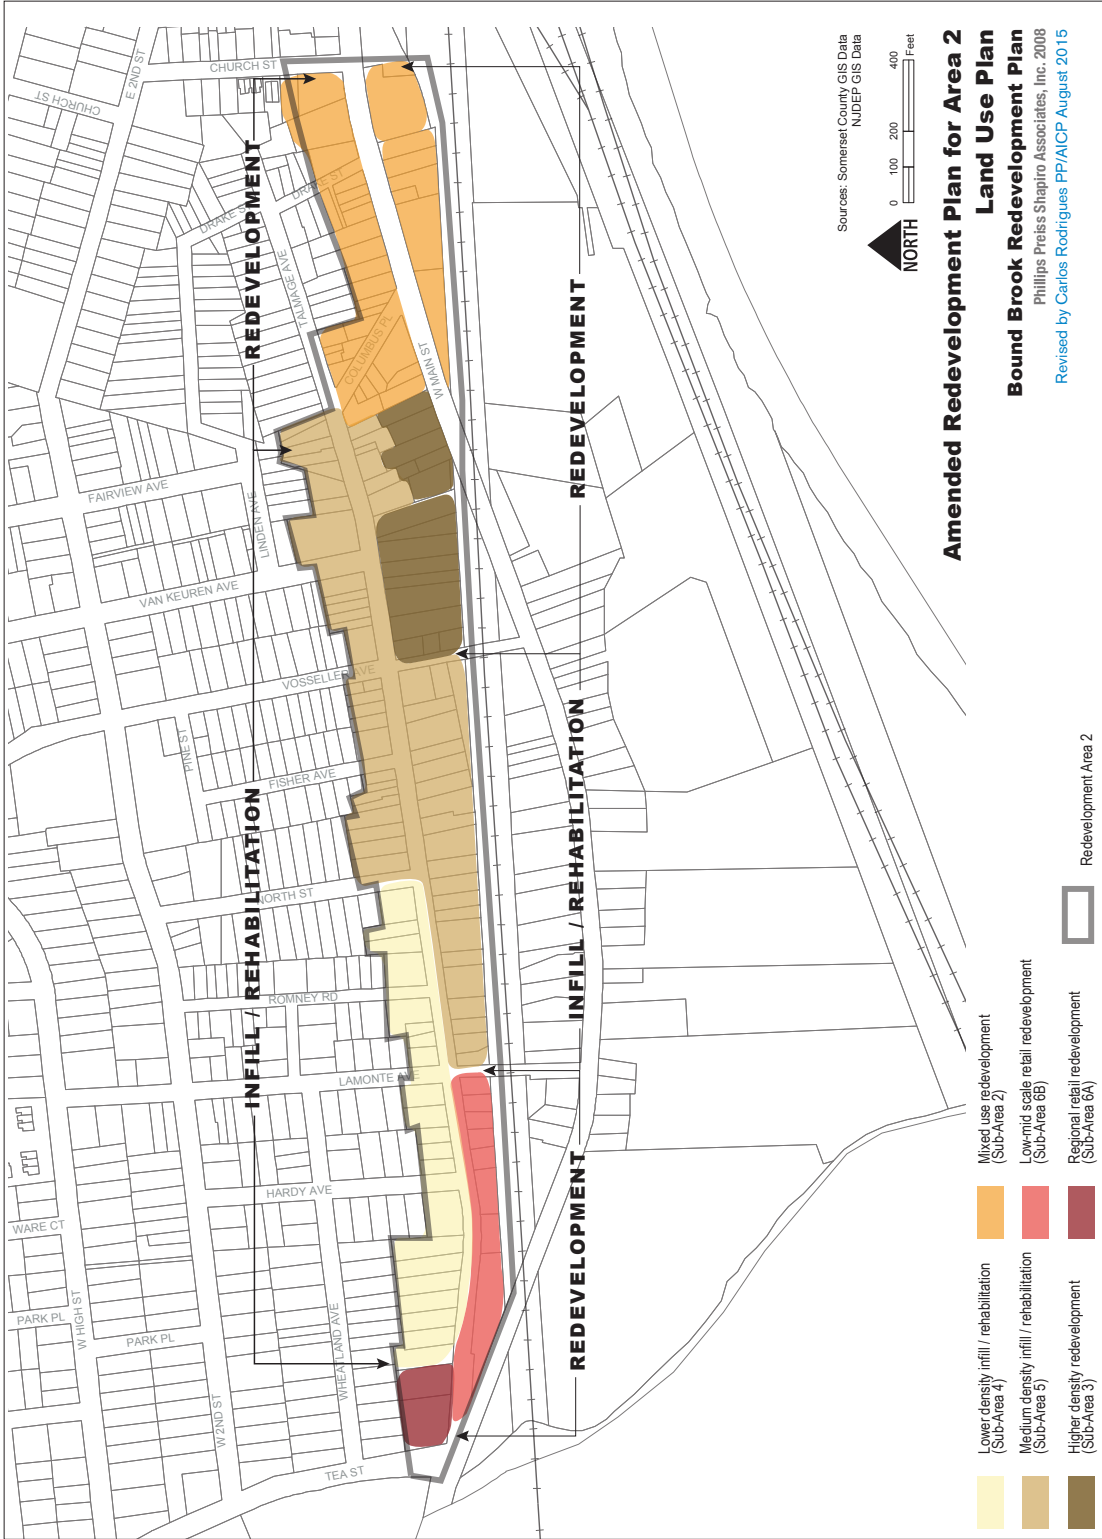 CHURCH ST
E 2ND ST
CHURCH ST
DRAKE ST
DRAKE ST
TALMAGE AVE
COLUMBUS PL
W MAIN ST
FAIRVIEW AVE
LINDEN AVE
VAN KEUREN AVE
VOSSELLER AVE
PINE ST
FISHER AVE
NORTH ST
ROMNEY RD
LAMONTE AVE
HARDY AVE
WARE CT
PARK PL
W HIGH ST
PARK PL
WHEATLAND AVE
W 2ND ST
TEA ST
INFILL / REHABILITATION
REDEVELOPMENT
REDEVELOPMENT
INFILL / REHABILITATION
REDEVELOPMENT
Sources: Somerset County GIS Data
NJDEP GIS Data
0 100 200 400
Feet
NORTH
Amended Redevelopment Plan for Area 2
Land Use Plan
Bound Brook Redevelopment Plan
Phillips Preiss Shapiro Associates, Inc. 2008
Revised by Carlos Rodrigues PP/AICP August 2015
Lower density infill / rehabilitation
(Sub-Area 4)
Medium density infill / rehabilitation
(Sub-Area 5)
Higher density redevelopment
(Sub-Area 3)
Mixed use redevelopment
(Sub-Area 2)
Low-mid scale retail redevelopment
(Sub-Area 6B)
Regional retail redevelopment
(Sub-Area 6A)
Redevelopment Area 2